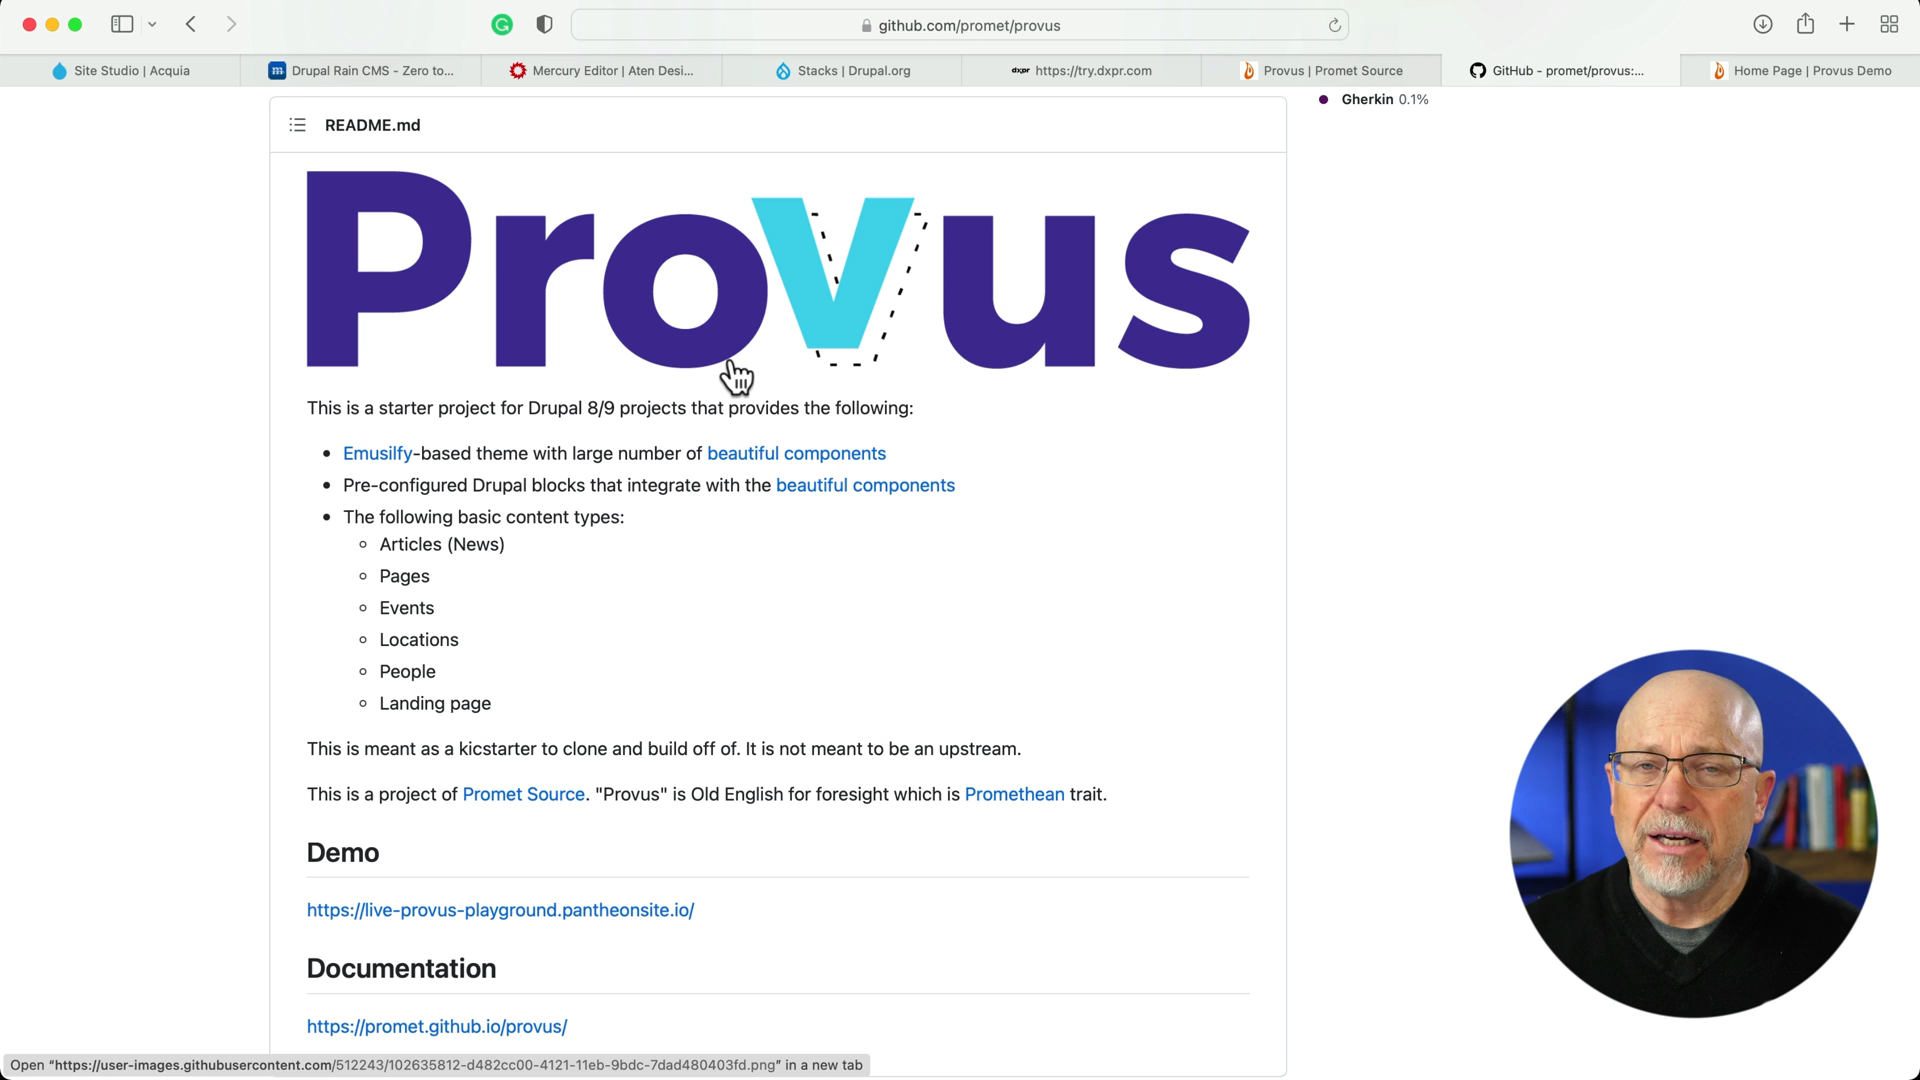 github.com/promet/provus
Site Studio | Acquia
Drupal Rain CMS - Zero to...
Mercury Editor | Aten Desi...
Stacks | Drupal.org
dxpr https://try.dxpr.com
Provus | Promet Source
GitHub - promet/provus:...
Home Page | Provus Demo
Gherkin 0.1%
README.md
Provus
This is a starter project for Drupal 8/9 projects that provides the following:
Emusilfy-based theme with large number of beautiful components
Pre-configured Drupal blocks that integrate with the beautiful components
The following basic content types:
Articles (News)
Pages
Events
Locations
People
Landing page
This is meant as a kicstarter to clone and build off of. It is not meant to be an upstream.
This is a project of Promet Source. "Provus" is Old English for foresight which is Promethean trait.
Demo
https://live-provus-playground.pantheonsite.io/
Documentation
https://promet.github.io/provus/
Open “https://user-images.githubusercontent.com/512243/102635812-d482cc00-4121-11eb-9bdc-7dad480403fd.png” in a new tab